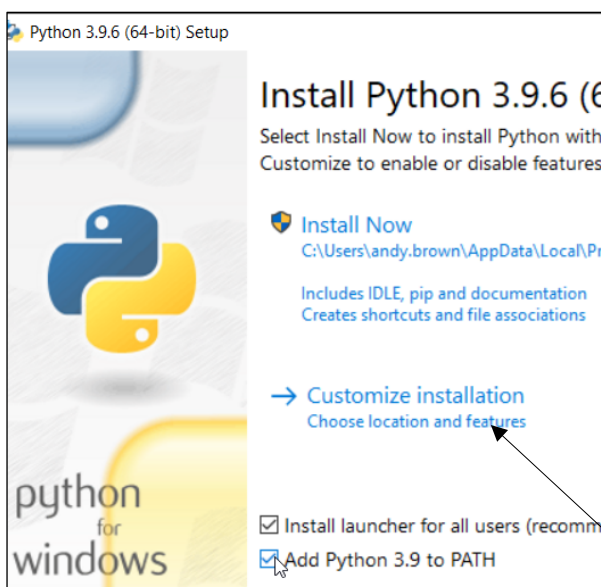 Python 3.9.6 (64-bit) Setup
Install Python 3.9.6 (6
Select Install Now to install Python with
Customize to enable or disable features
Install Now
C:\Users\andy.brown\AppData\Local\Pr
Includes IDLE, pip and documentation
Creates shortcuts and file associations
Customize installation
Choose location and features
python
for
windows
Install launcher for all users (recomm
Add Python 3.9 to PATH